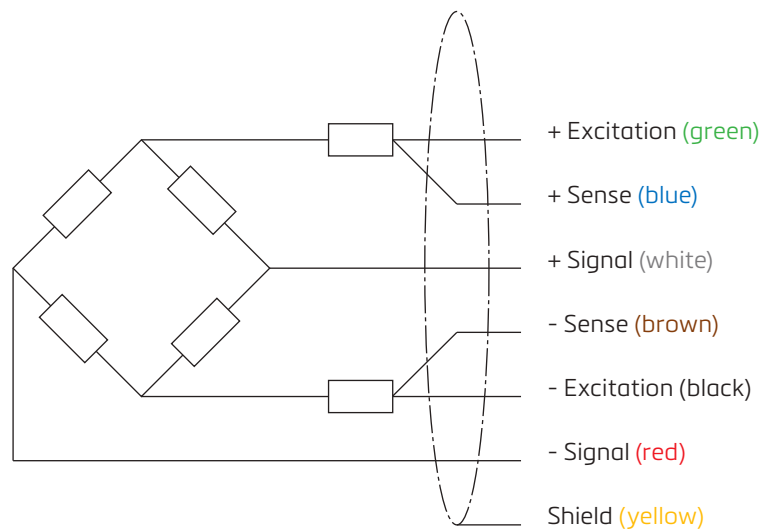 + Excitation (green)
+ Sense (blue)
+ Signal (white)
- Sense (brown)
- Excitation (black)
- Signal (red)
Shield (yellow)